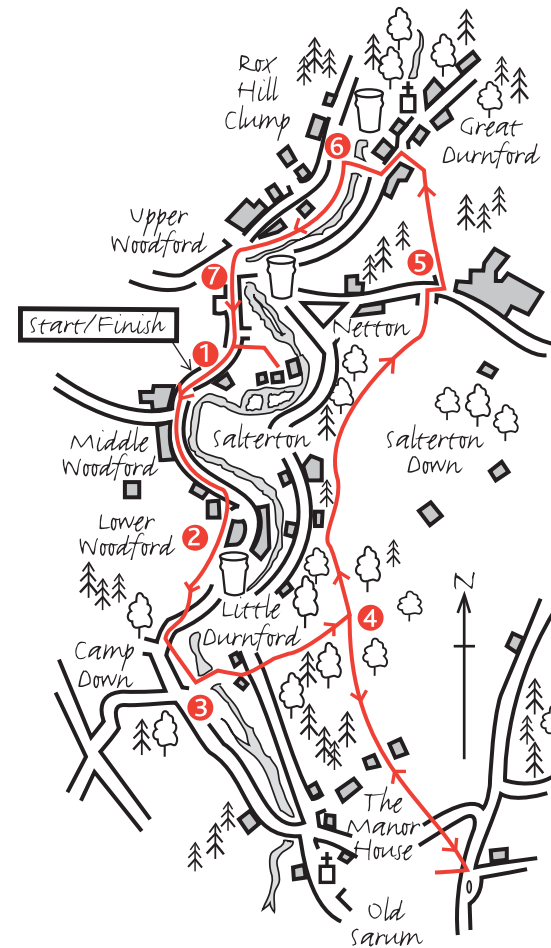 Rox
Hill
Clump
6
Great
Durnford
Upper
Woodford
5
7
Start/Finish
Netton
1
Middle
Woodford
Salterton
Salterton
Down
Lower
Woodford
2
N
Little
Durnford
4
Camp
Down
3
The
Manor
House
Old
Sarum